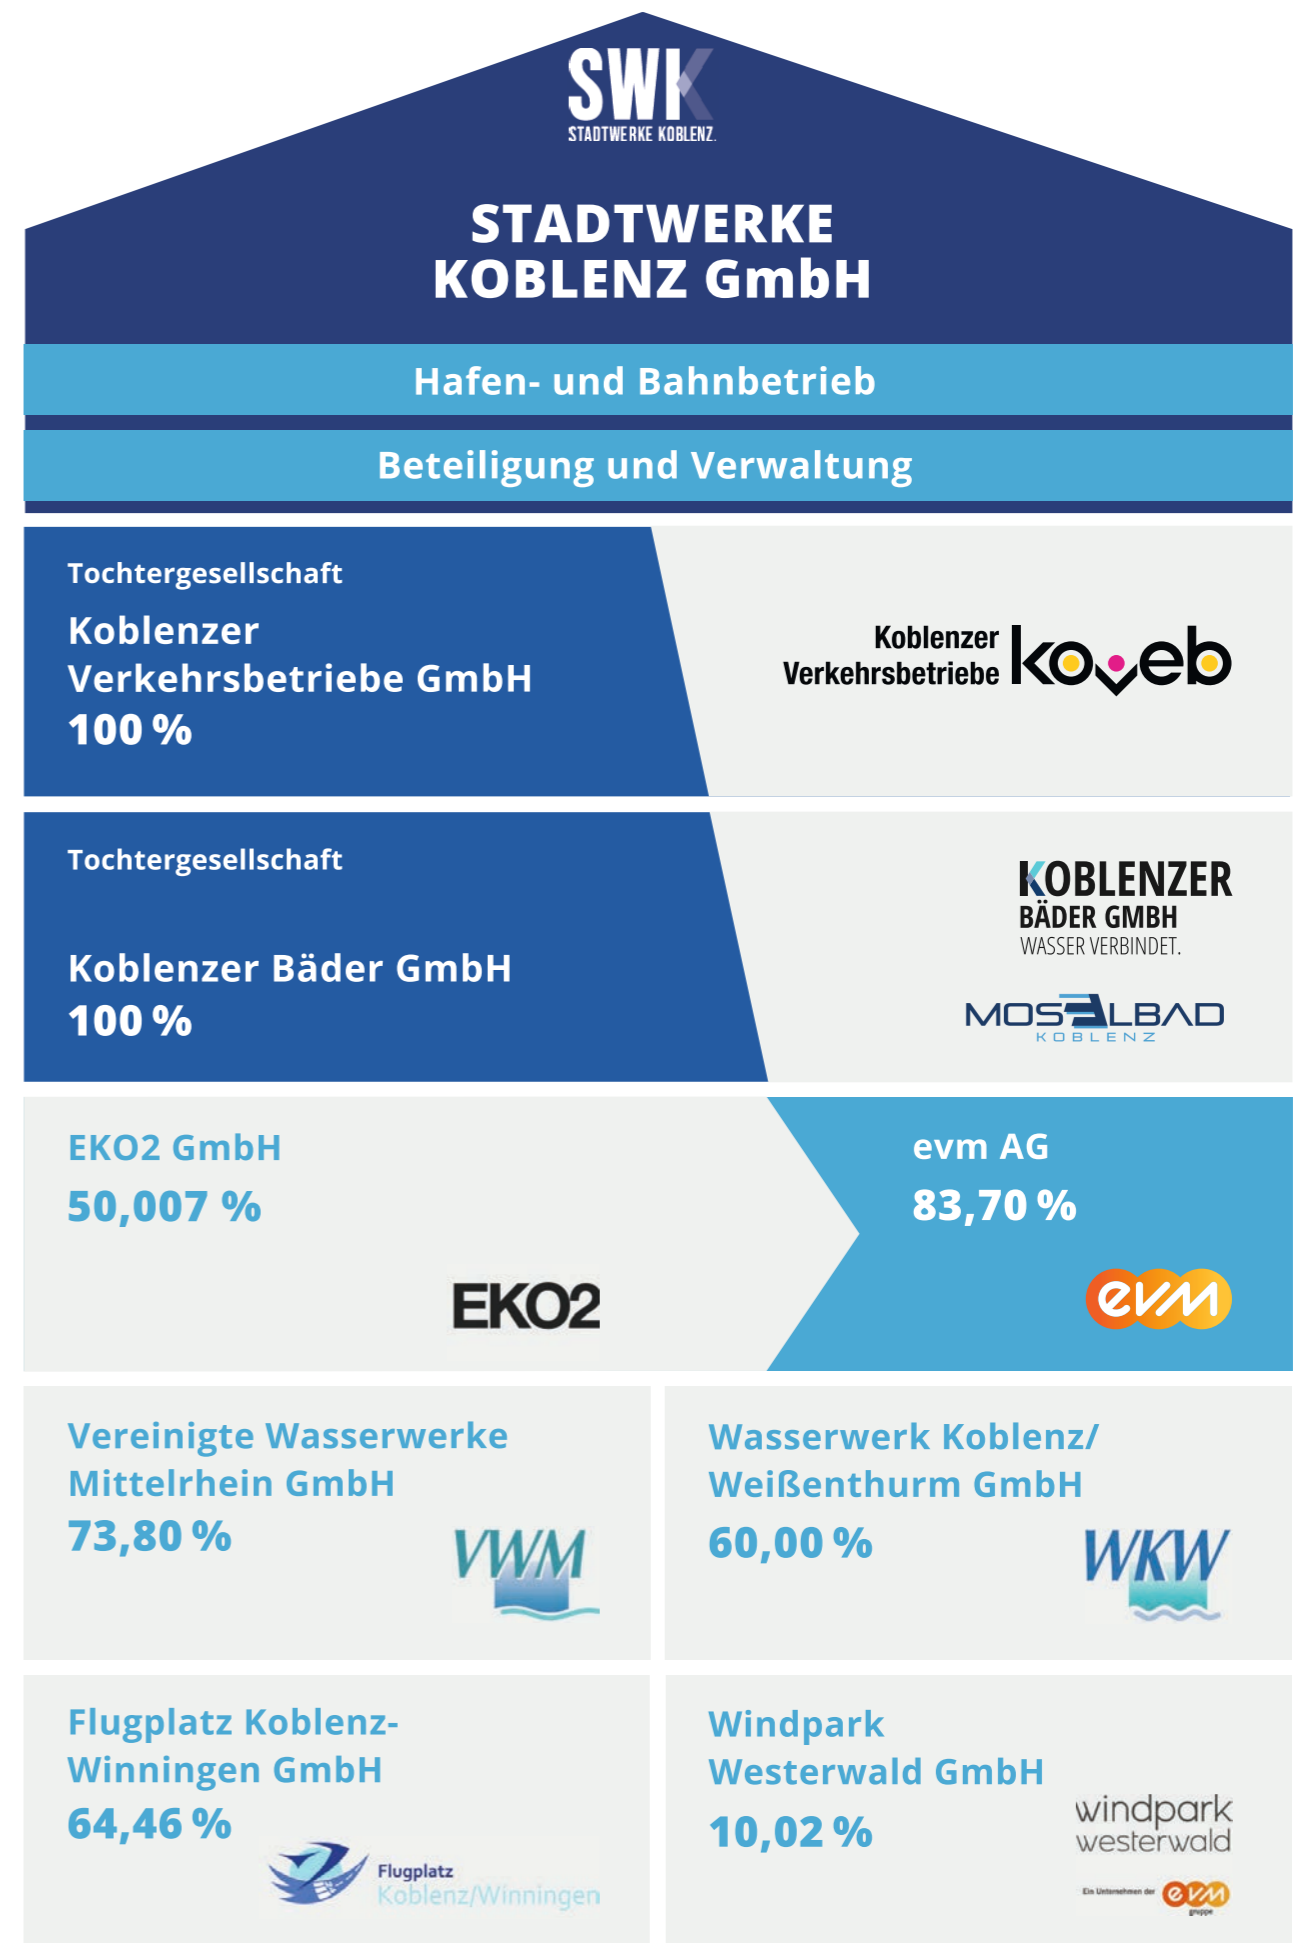 SWK
STADTWERKE KOBLENZ.
STADTWERKE
KOBLENZ GmbH
Hafen- und Bahnbetrieb
Beteiligung und Verwaltung
Tochtergesellschaft
Koblenzer
Verkehrsbetriebe GmbH
100 %
Koblenzer
Verkehrsbetriebe
koveb
Tochtergesellschaft
Koblenzer Bäder GmbH
100 %
KOBLENZER
BÄDER GMBH
WASSER VERBINDET.
MOSELBAD
KOBLENZ
EKO2 GmbH
50,007 %
EKO2
evm AG
83,70 %
evm
Vereinigte Wasserwerke
Mittelrhein GmbH
73,80 %
VWM
Wasserwerk Koblenz/
Weißenthurm GmbH
60,00 %
WKW
Flugplatz Koblenz-
Winningen GmbH
64,46 %
Flugplatz
Koblenz/Winningen
Windpark
Westerwald GmbH
10,02 %
windpark
westerwald
Ein Unternehmen der evm
gruppe